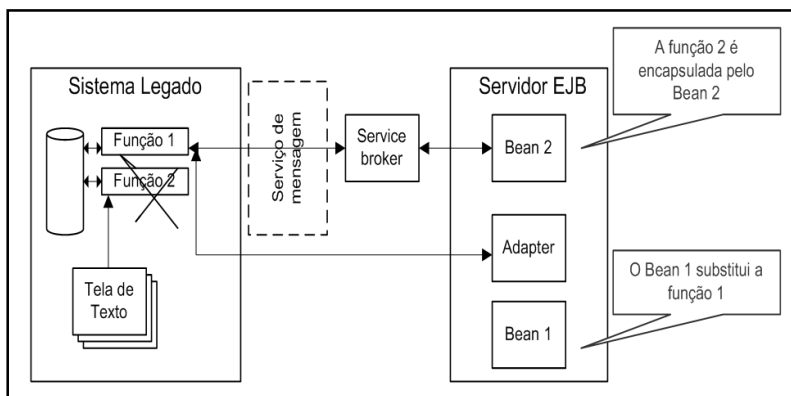 Sistema Legado
Função 1
Função 2
Tela de
Texto
Serviço de
mensagem
Service
broker
Servidor EJB
Bean 2
Adapter
Bean 1
A função 2 é
encapsulada pelo
Bean 2
O Bean 1 substitui a
função 1